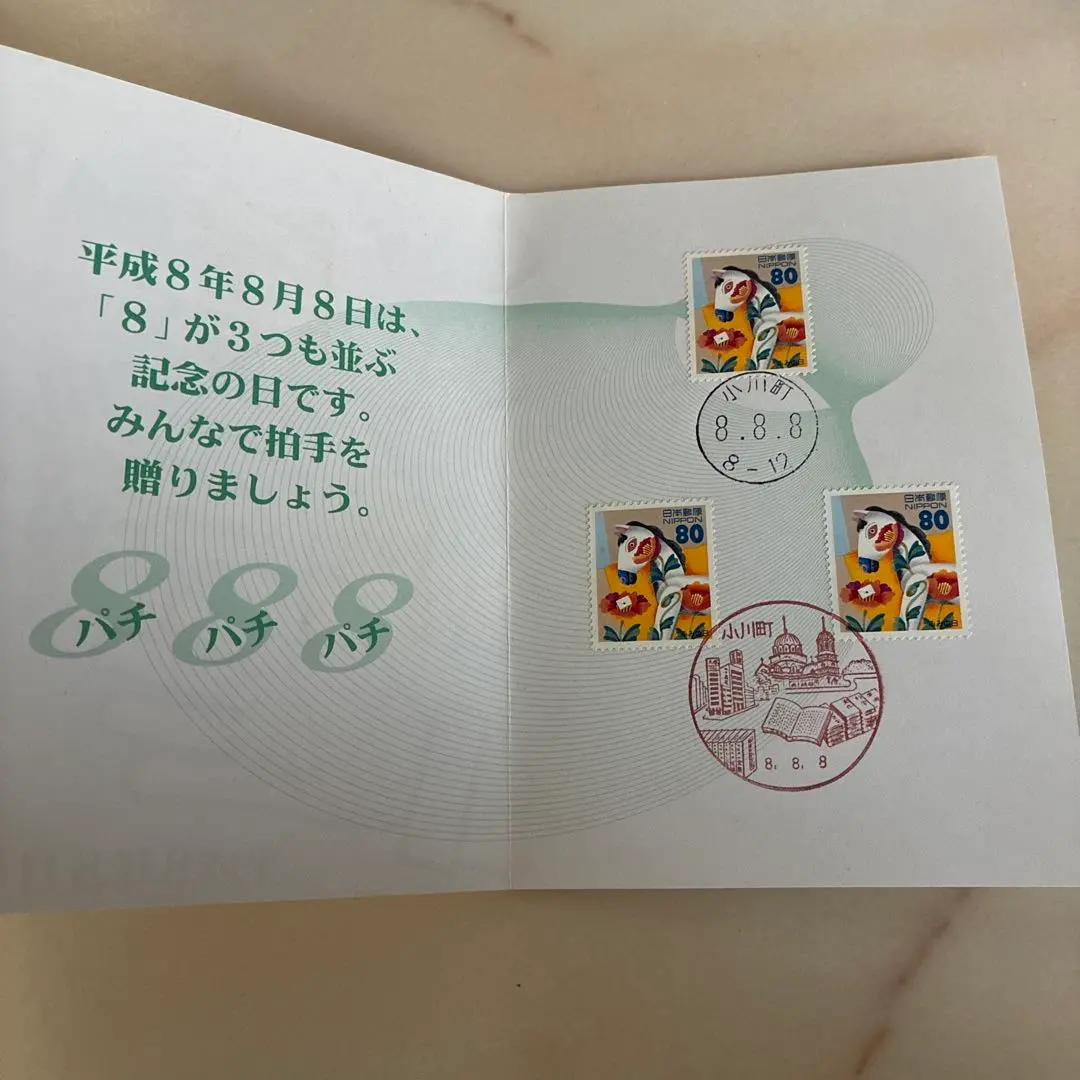 平成8年8月8日は、
「8」が3つも並ぶ
記念の日です。
みんなで拍手を
贈りましょう。
8 8 8
パチ パチ パチ
日本郵便
NIPPON
80
小川町
8.8.8
8-12
日本郵便
NIPPON
80
日本郵便
NIPPON
80
小川町
8. 8. 8